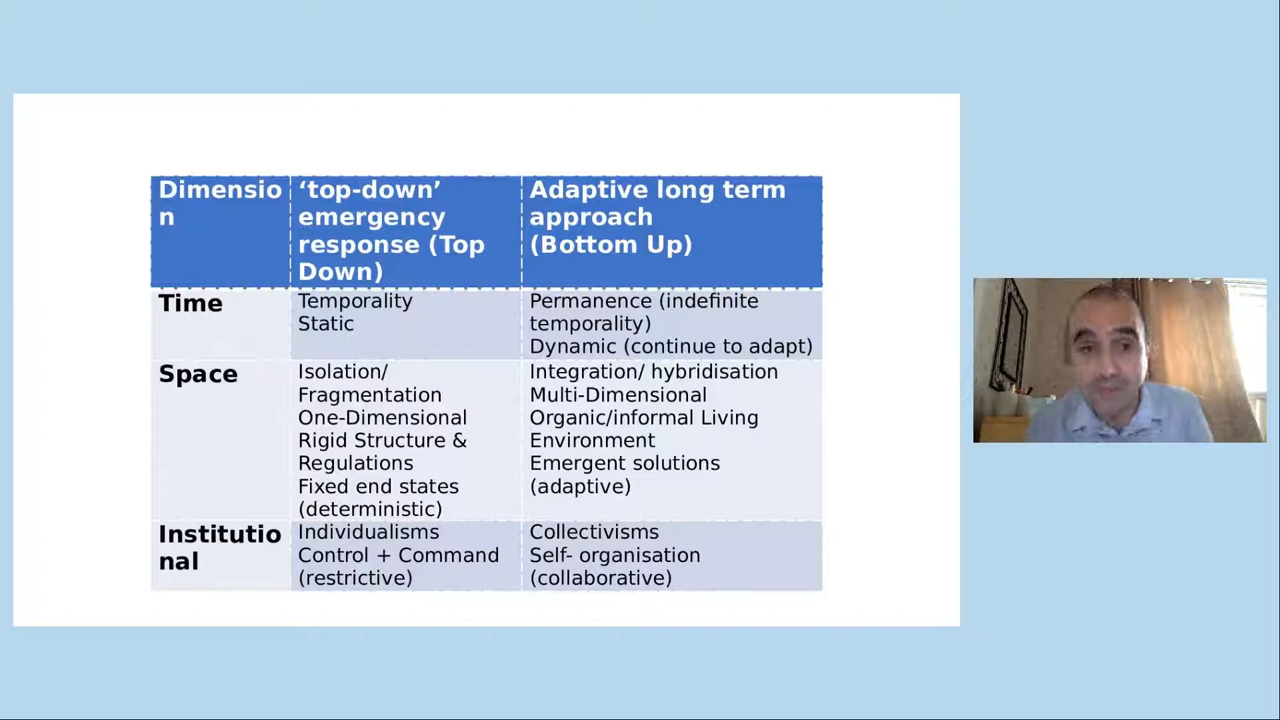 Dimensio
n
‘top-down’
emergency
response (Top
Down)
Adaptive long term
approach
(Bottom Up)
Time
Temporality
Static
Permanence (indefinite
temporality)
Dynamic (continue to adapt)
Space
Isolation/
Fragmentation
One-Dimensional
Rigid Structure &
Regulations
Fixed end states
(deterministic)
Integration/ hybridisation
Multi-Dimensional
Organic/informal Living
Environment
Emergent solutions
(adaptive)
Institutio
nal
Individualisms
Control + Command
(restrictive)
Collectivisms
Self- organisation
(collaborative)